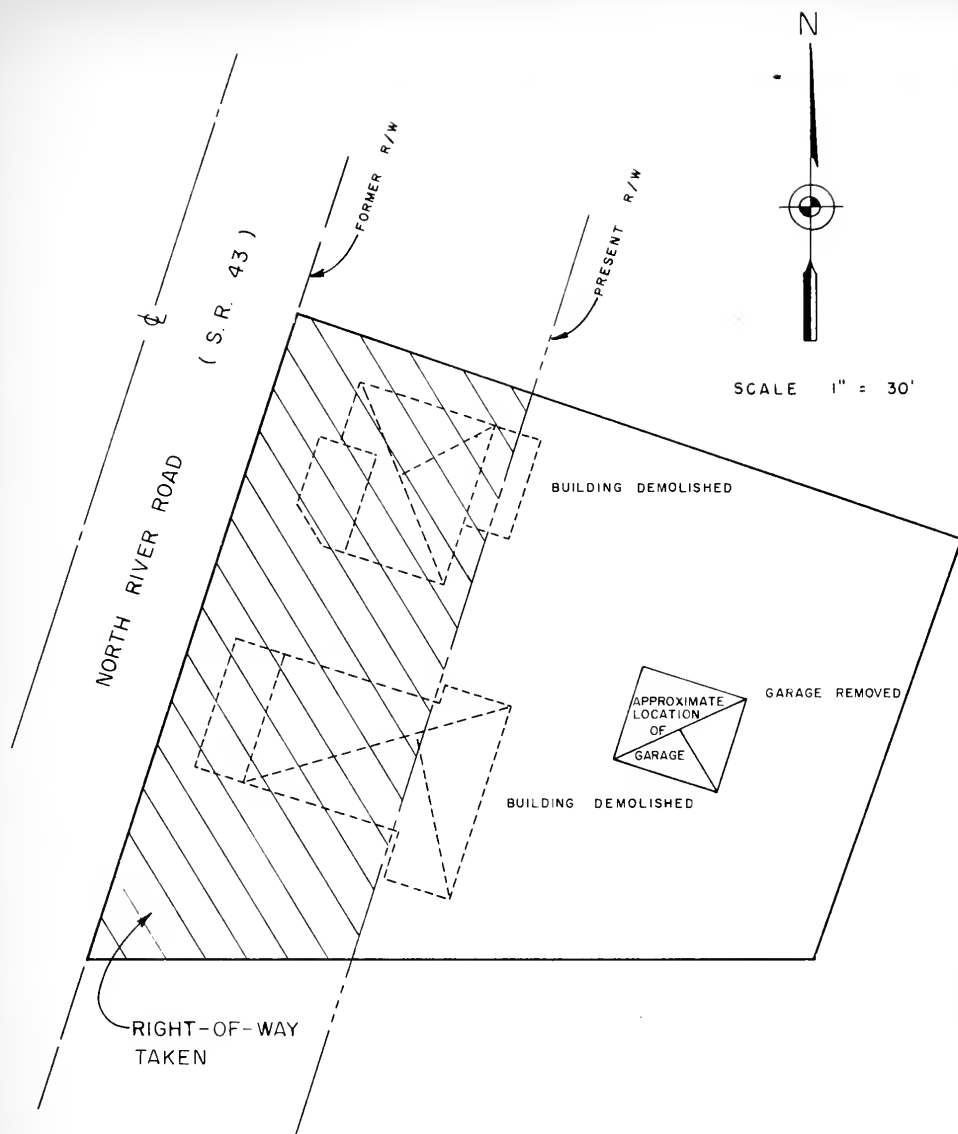 N
FORMER R/W
PRESENT R/W
℄
( S. R. 43 )
SCALE 1" = 30'
NORTH RIVER ROAD
BUILDING DEMOLISHED
GARAGE REMOVED
APPROXIMATE
LOCATION
OF
GARAGE
BUILDING DEMOLISHED
RIGHT-OF-WAY
TAKEN